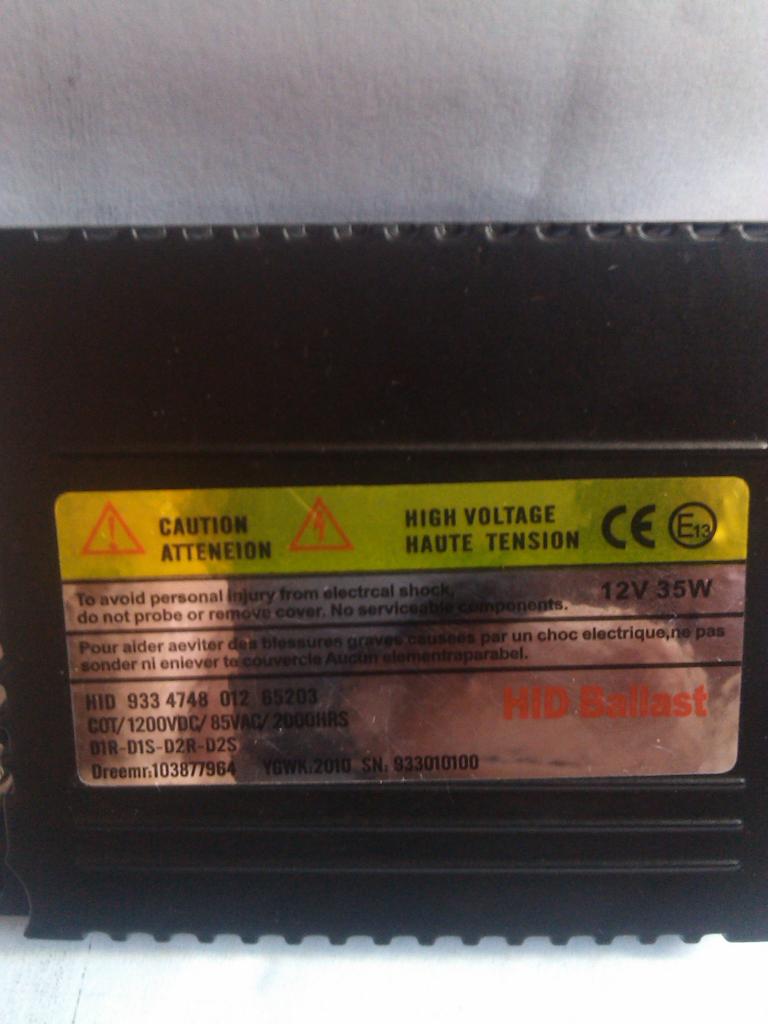 CAUTION
ATTENEION
HIGH VOLTAGE
HAUTE TENSION
CE E13
To avoid personal injury from electrcal shock,
do not probe or remove cover. No serviceable components.
12V 35W
Pour aider aeviter des blessures graves causees par un choc electrique,ne pas
sonder ni eniever te couvercle Aucun elementraparabel.
HID 933 4748 012 65203
COT/1200VDC/85VAC/2000HRS
D1R-D1S-D2R-D2S
Dreemr:103877964 YGWK:2010 SN: 933010100
HID Ballast